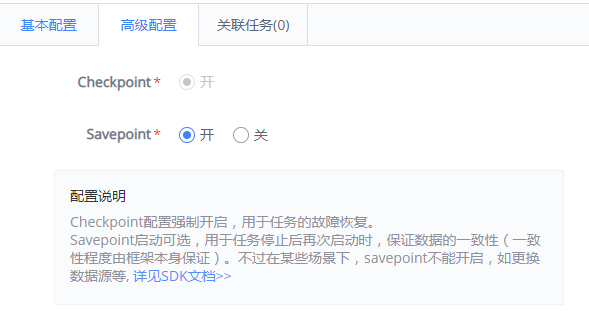 基本配置 高级配置 关联任务(0)
Checkpoint* 开
Savepoint* 开 关
配置说明
Checkpoint配置强制开启，用于任务的故障恢复。
Savepoint启动可选，用于任务停止后再次启动时，保证数据的一致性（一致
性程度由框架本身保证）。不过在某些场景下，savepoint不能开启，如更换
数据源等, 详见SDK文档>>